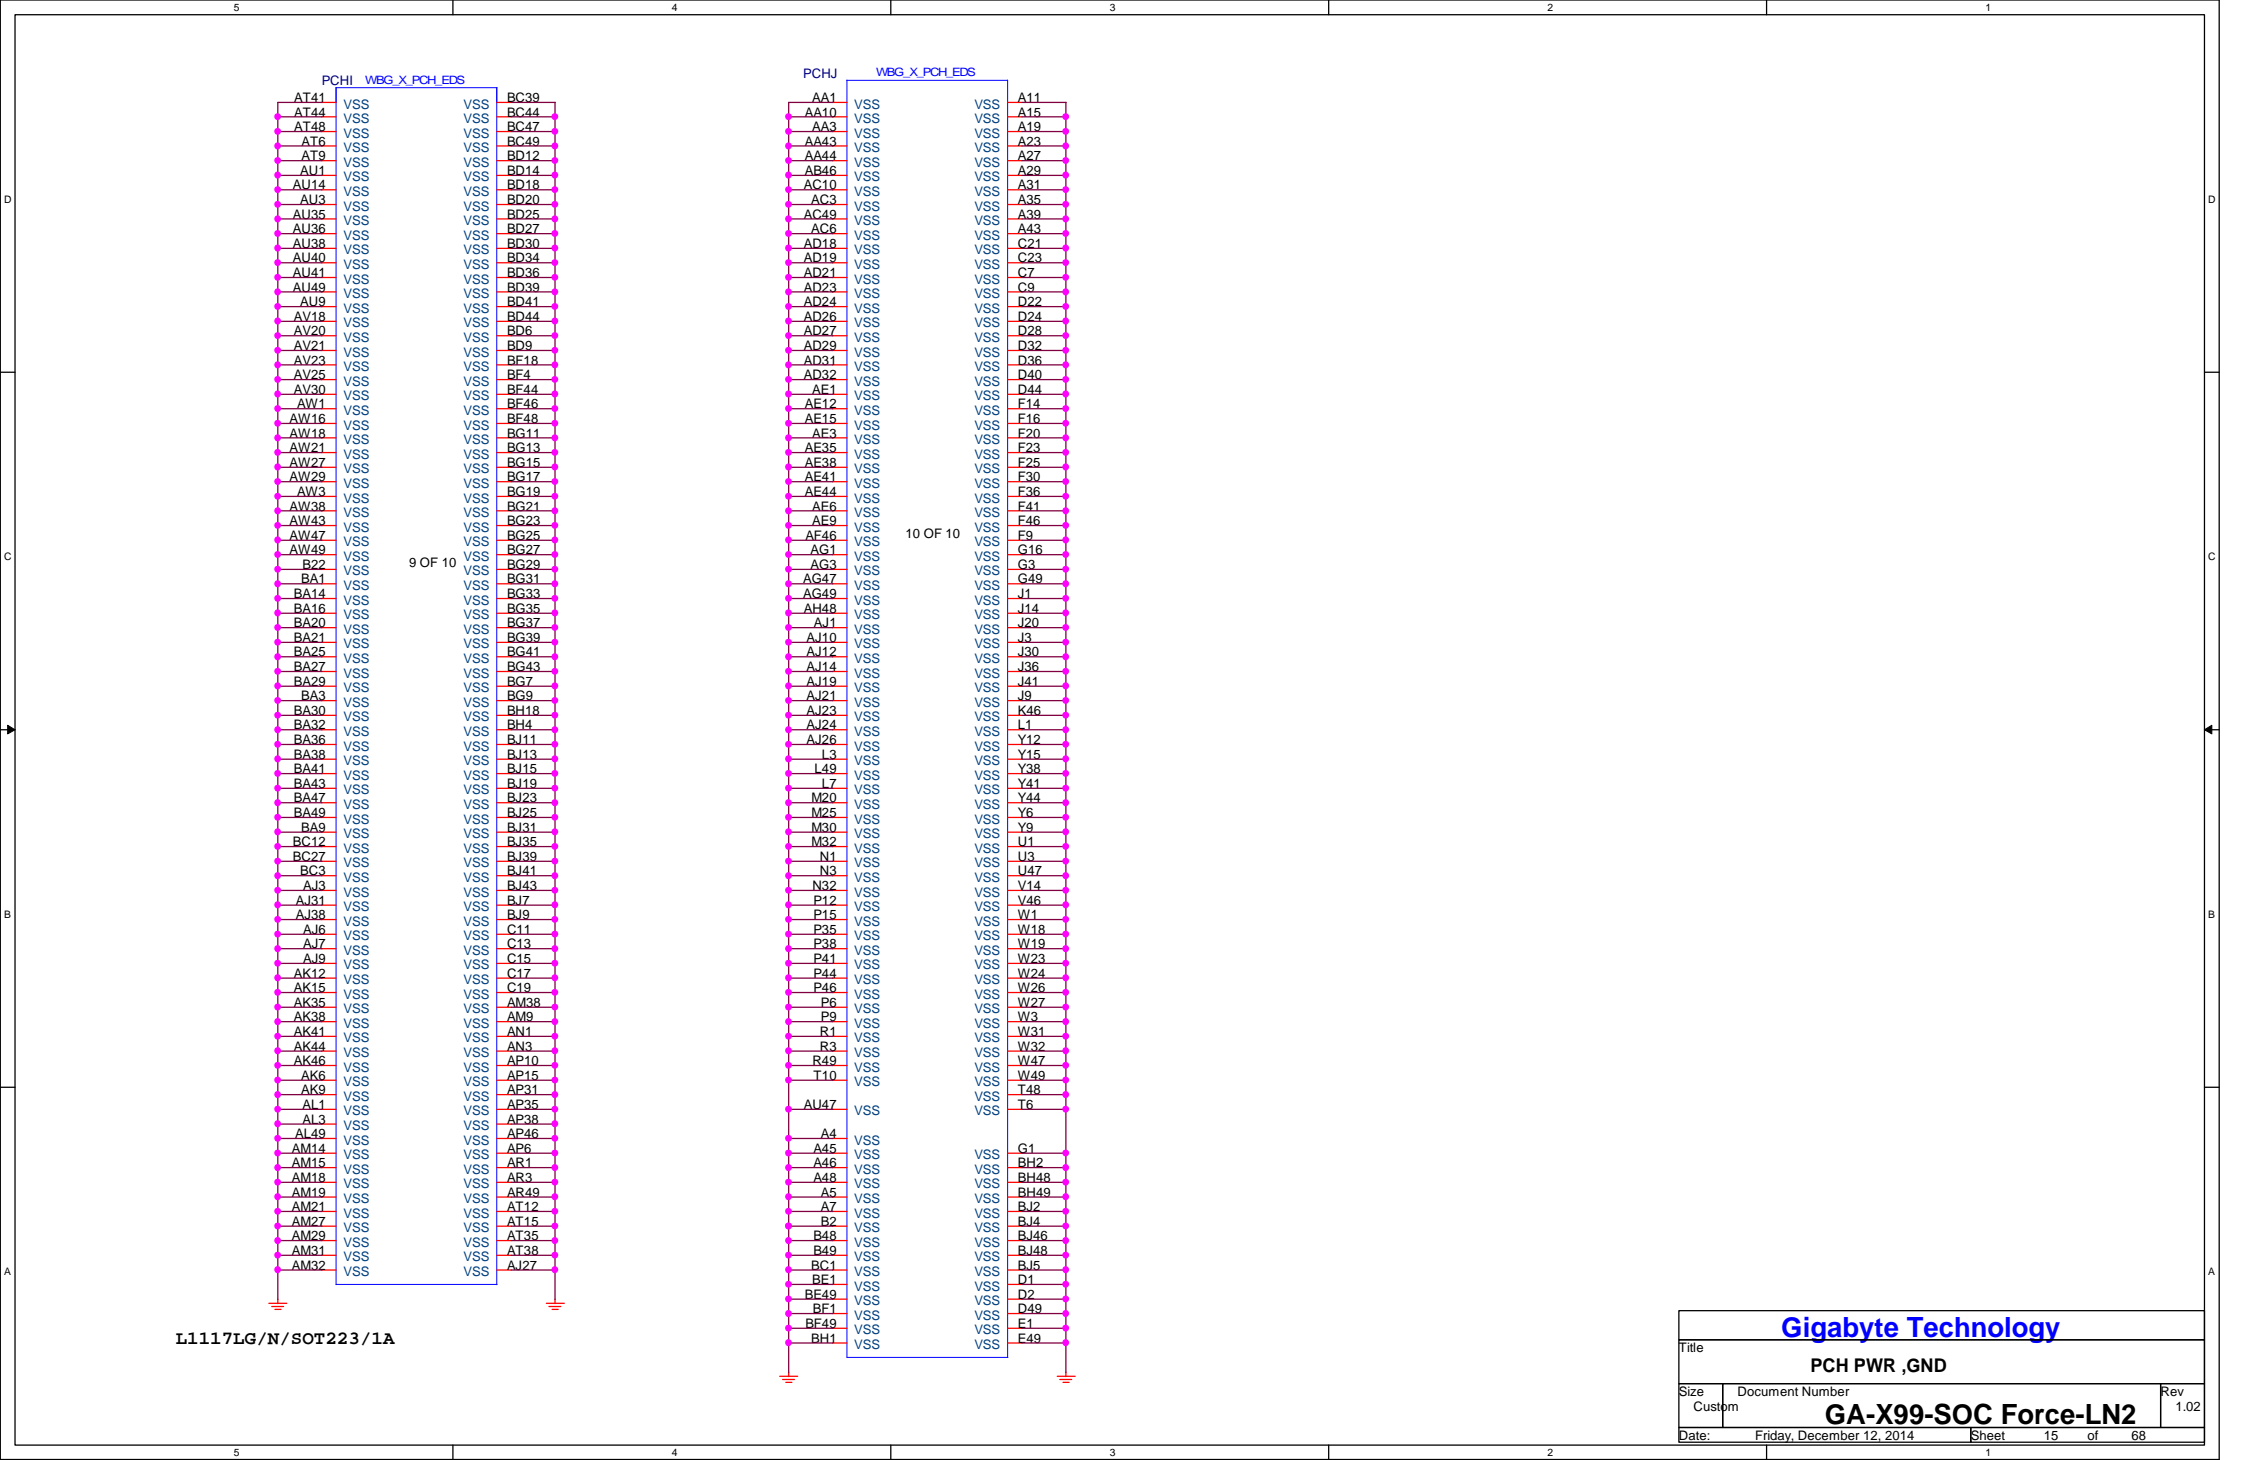 5 4 3 2 1
PCHI WBG_X_PCH_EDS
AT41 VSS VSS BC39
AT44 VSS VSS BC44
AT48 VSS VSS BC47
AT6 VSS VSS BC49
AT9 VSS VSS BD12
AU1 VSS VSS BD14
AU14 VSS VSS BD18
AU3 VSS VSS BD20
AU35 VSS VSS BD25
AU36 VSS VSS BD27
AU38 VSS VSS BD30
AU40 VSS VSS BD34
AU41 VSS VSS BD36
AU49 VSS VSS BD39
AU9 VSS VSS BD41
AV18 VSS VSS BD44
AV20 VSS VSS BD6
AV21 VSS VSS BD9
AV23 VSS VSS BF18
AV25 VSS VSS BF4
AV30 VSS VSS BF44
AW1 VSS VSS BF46
AW16 VSS VSS BF48
AW18 VSS VSS BG11
AW21 VSS VSS BG13
AW27 VSS VSS BG15
AW29 VSS VSS BG17
AW3 VSS VSS BG19
AW38 VSS VSS BG21
AW43 VSS VSS BG23
AW47 VSS VSS BG25
AW49 VSS VSS BG27
B22 VSS 9 OF 10 VSS BG29
BA1 VSS VSS BG31
BA14 VSS VSS BG33
BA16 VSS VSS BG35
BA20 VSS VSS BG37
BA21 VSS VSS BG39
BA25 VSS VSS BG41
BA27 VSS VSS BG43
BA29 VSS VSS BG7
BA3 VSS VSS BG9
BA30 VSS VSS BH18
BA32 VSS VSS BH4
BA36 VSS VSS BJ11
BA38 VSS VSS BJ13
BA41 VSS VSS BJ15
BA43 VSS VSS BJ19
BA47 VSS VSS BJ23
BA49 VSS VSS BJ25
BA9 VSS VSS BJ31
BC12 VSS VSS BJ35
BC27 VSS VSS BJ39
BC3 VSS VSS BJ41
AJ3 VSS VSS BJ43
AJ31 VSS VSS BJ7
AJ38 VSS VSS BJ9
AJ6 VSS VSS C11
AJ7 VSS VSS C13
AJ9 VSS VSS C15
AK12 VSS VSS C17
AK15 VSS VSS C19
AK35 VSS VSS AM38
AK38 VSS VSS AM9
AK41 VSS VSS AN1
AK44 VSS VSS AN3
AK46 VSS VSS AP10
AK6 VSS VSS AP15
AK9 VSS VSS AP31
AL1 VSS VSS AP35
AL3 VSS VSS AP38
AL49 VSS VSS AP46
AM14 VSS VSS AP6
AM15 VSS VSS AR1
AM18 VSS VSS AR3
AM19 VSS VSS AR49
AM21 VSS VSS AT12
AM27 VSS VSS AT15
AM29 VSS VSS AT35
AM31 VSS VSS AT38
AM32 VSS VSS AJ27
L1117LG/N/SOT223/1A
PCHJ WBG_X_PCH_EDS
AA1 VSS VSS A11
AA10 VSS VSS A15
AA3 VSS VSS A19
AA43 VSS VSS A23
AA44 VSS VSS A27
AB46 VSS VSS A29
AC10 VSS VSS A31
AC3 VSS VSS A35
AC49 VSS VSS A39
AC6 VSS VSS A43
AD18 VSS VSS C21
AD19 VSS VSS C23
AD21 VSS VSS C7
AD23 VSS VSS C9
AD24 VSS VSS D22
AD26 VSS VSS D24
AD27 VSS VSS D28
AD29 VSS VSS D32
AD31 VSS VSS D36
AD32 VSS VSS D40
AE1 VSS VSS D44
AE12 VSS VSS F14
AE15 VSS VSS F16
AE3 VSS VSS F20
AE35 VSS VSS F23
AE38 VSS VSS F25
AE41 VSS VSS F30
AE44 VSS VSS F36
AE6 VSS VSS F41
AE9 VSS VSS F46
AF46 VSS 10 OF 10 VSS F9
AG1 VSS VSS G16
AG3 VSS VSS G3
AG47 VSS VSS G49
AG49 VSS VSS J1
AH48 VSS VSS J14
AJ1 VSS VSS J20
AJ10 VSS VSS J3
AJ12 VSS VSS J30
AJ14 VSS VSS J36
AJ19 VSS VSS J41
AJ21 VSS VSS J9
AJ23 VSS VSS K46
AJ24 VSS VSS L1
AJ26 VSS VSS Y12
L3 VSS VSS Y15
L49 VSS VSS Y38
L7 VSS VSS Y41
M20 VSS VSS Y44
M25 VSS VSS Y6
M30 VSS VSS Y9
M32 VSS VSS U1
N1 VSS VSS U3
N3 VSS VSS U47
N32 VSS VSS V14
P12 VSS VSS V46
P15 VSS VSS W1
P35 VSS VSS W18
P38 VSS VSS W19
P41 VSS VSS W23
P44 VSS VSS W24
P46 VSS VSS W26
P6 VSS VSS W27
P9 VSS VSS W3
R1 VSS VSS W31
R3 VSS VSS W32
R49 VSS VSS W47
T10 VSS VSS W49
VSS T48
AU47 VSS VSS T6
A4 VSS
A45 VSS VSS G1
A46 VSS VSS BH2
A48 VSS VSS BH48
A5 VSS VSS BH49
A7 VSS VSS BJ2
B2 VSS VSS BJ4
B48 VSS VSS BJ46
B49 VSS VSS BJ48
BC1 VSS VSS BJ5
BE1 VSS VSS D1
BE49 VSS VSS D2
BF1 VSS VSS D49
BF49 VSS VSS E1
BH1 VSS VSS E49
D D
C C
B B
A A
Gigabyte Technology
Title
PCH PWR ,GND
Size Document Number Rev
Custom GA-X99-SOC Force-LN2 1.02
Date: Friday, December 12, 2014 Sheet 15 of 68
5 4 3 2 1